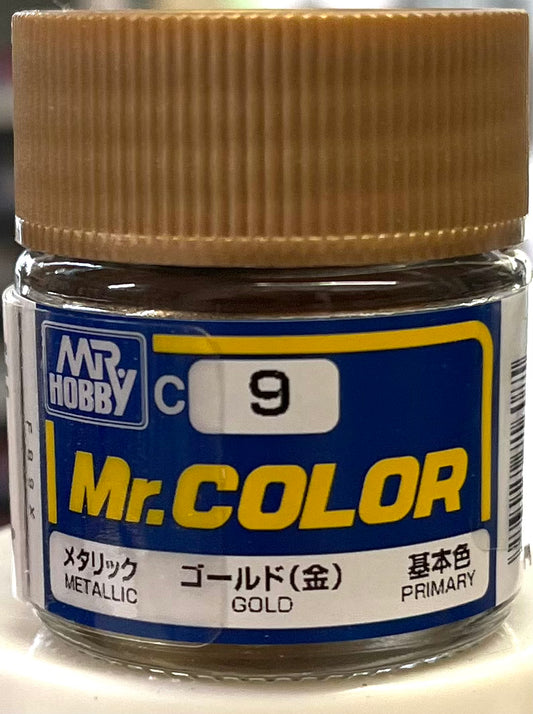 MR.
HOBBY
C 9
Mr.COLOR
メタリック ゴールド(金) 基本色
METALLIC GOLD PRIMARY